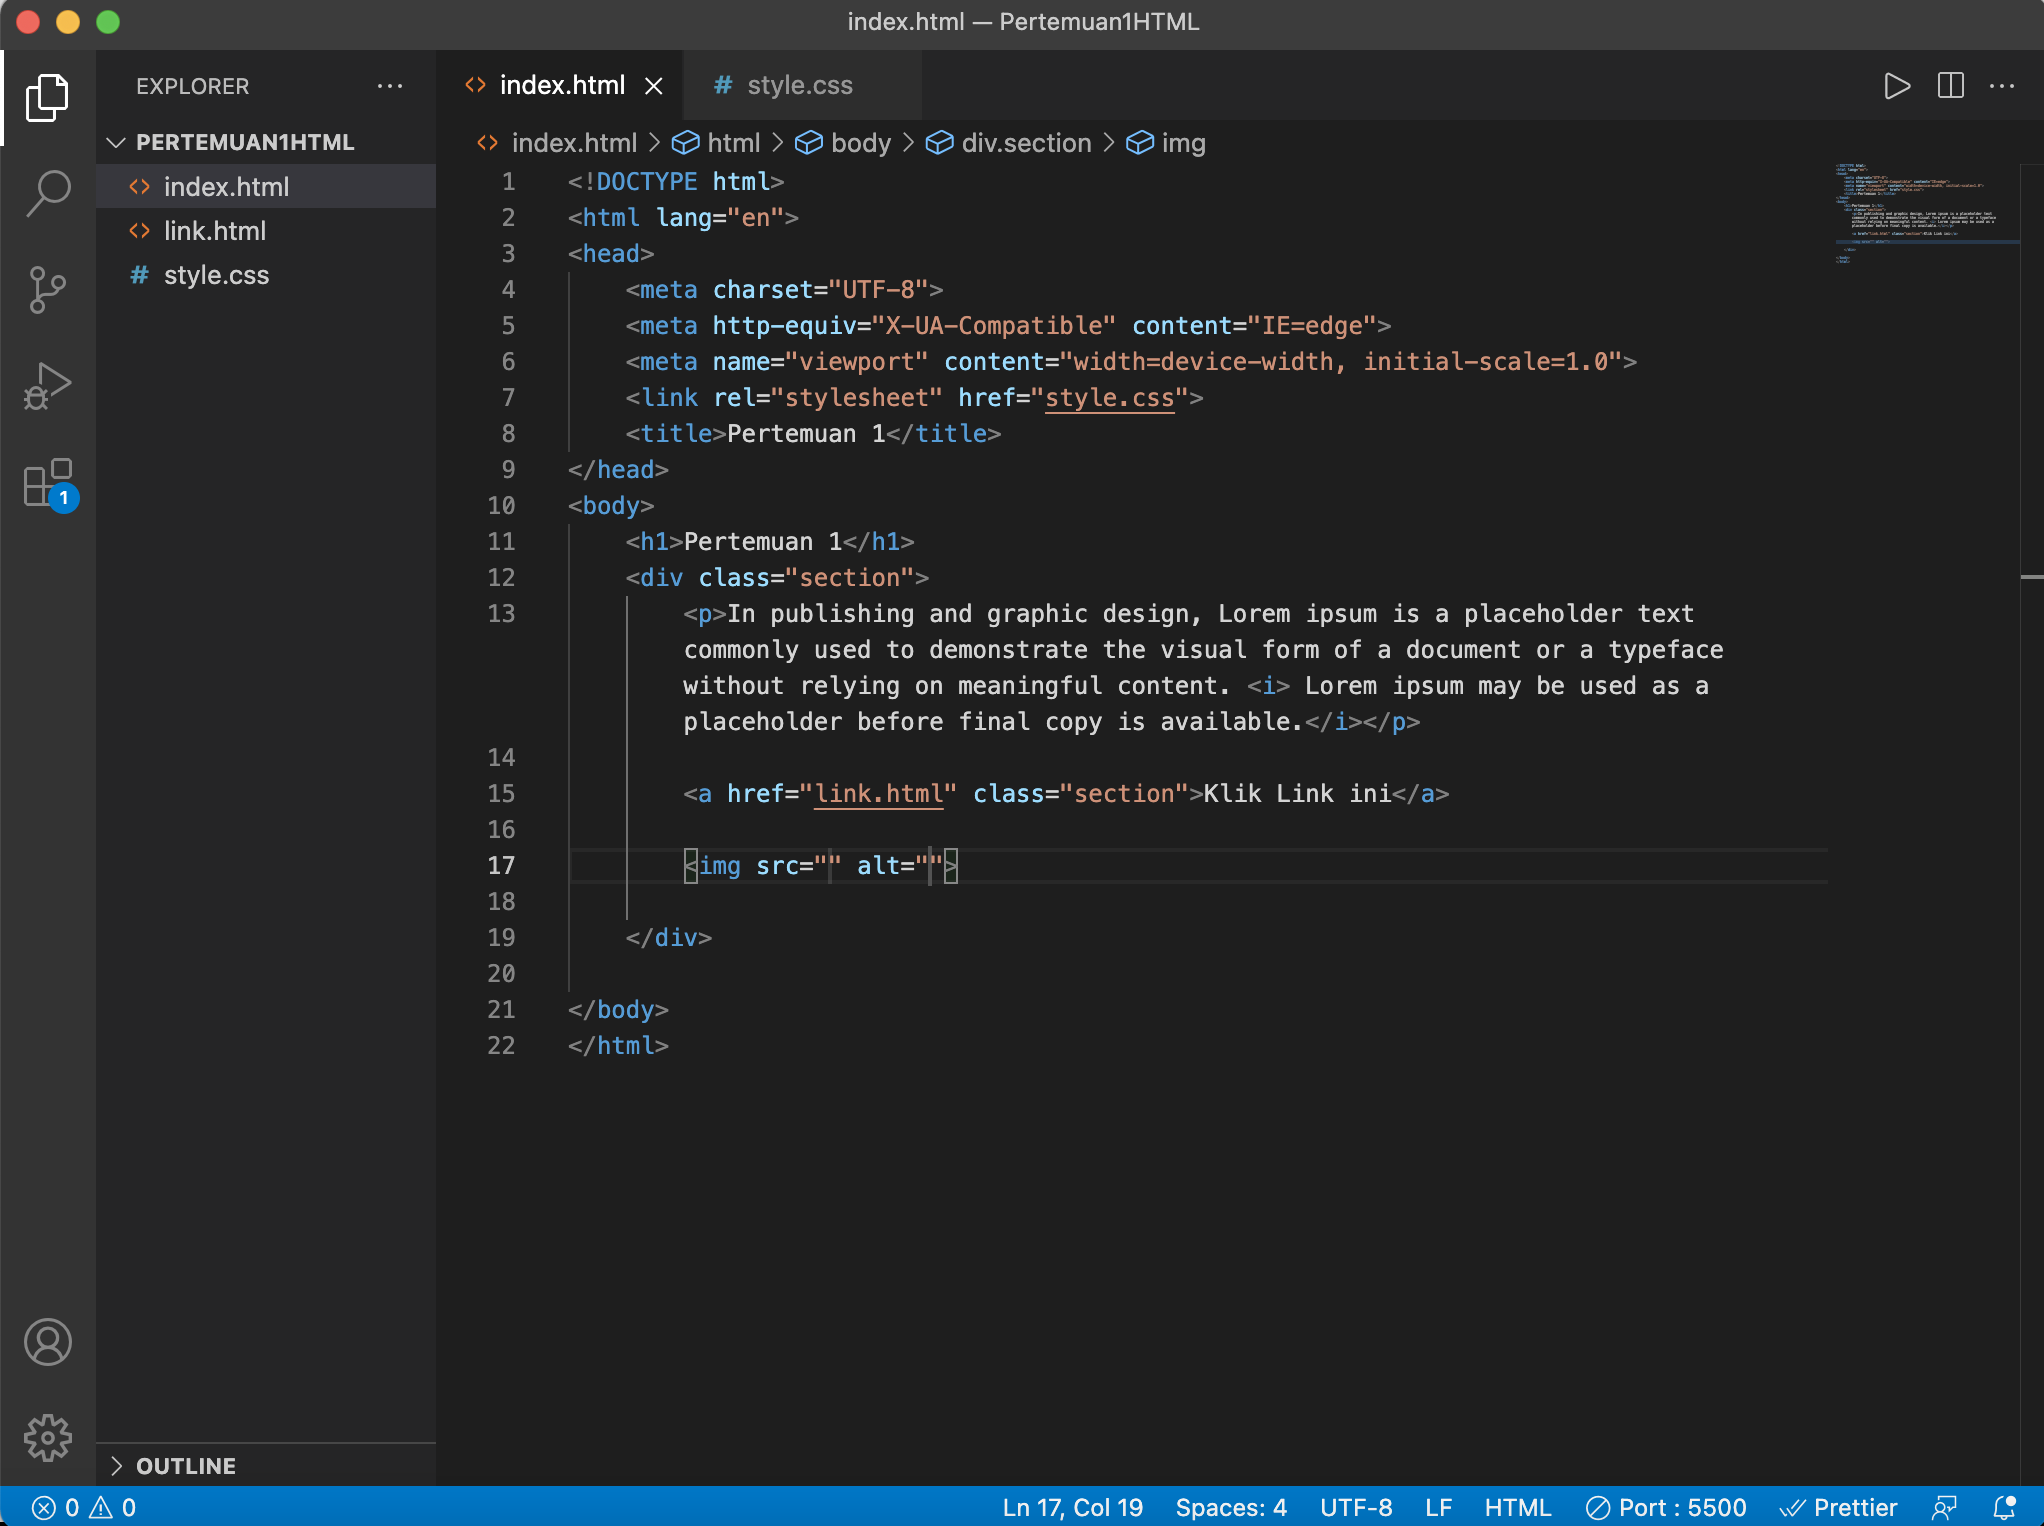 index.html — Pertemuan1HTML
EXPLORER
PERTEMUAN1HTML
index.html
link.html
style.css
1
OUTLINE
index.html
style.css
index.html > html > body > div.section > img
1 <!DOCTYPE html>
2 <html lang="en">
3 <head>
4 <meta charset="UTF-8">
5 <meta http-equiv="X-UA-Compatible" content="IE=edge">
6 <meta name="viewport" content="width=device-width, initial-scale=1.0">
7 <link rel="stylesheet" href="style.css">
8 <title>Pertemuan 1</title>
9 </head>
10 <body>
11 <h1>Pertemuan 1</h1>
12 <div class="section">
13 <p>In publishing and graphic design, Lorem ipsum is a placeholder text
commonly used to demonstrate the visual form of a document or a typeface
without relying on meaningful content. <i> Lorem ipsum may be used as a
placeholder before final copy is available.</i></p>
14
15 <a href="link.html" class="section">Klik Link ini</a>
16
17 <img src="" alt="">
18
19 </div>
20
21 </body>
22 </html>
0 0 Ln 17, Col 19 Spaces: 4 UTF-8 LF HTML Port : 5500 Prettier